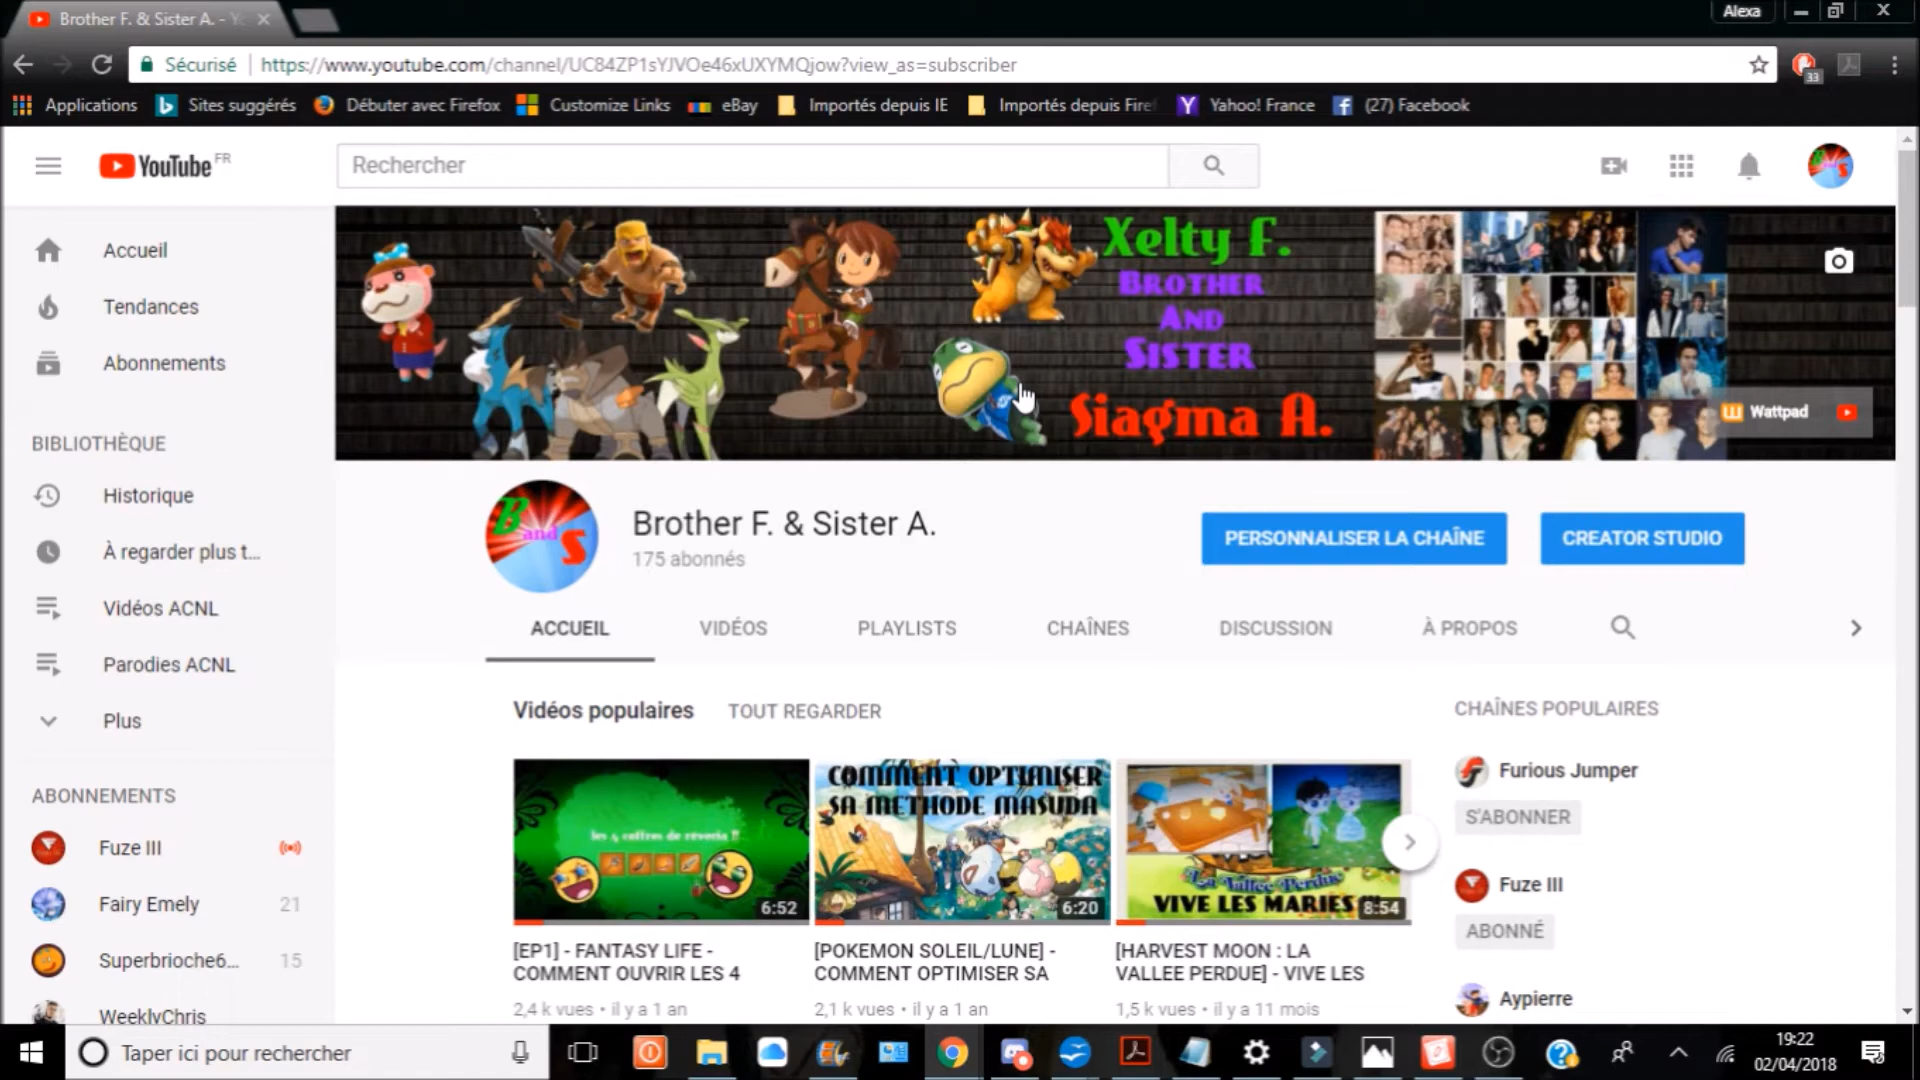 Brother F. & Sister A. - Yo
Alexa
Sécurisé
https://www.youtube.com/channel/UC84ZP1sYJVOe46xUXYMQjow?view_as=subscriber
33
Applications
Sites suggérés
Débuter avec Firefox
Customize Links
eBay
Importés depuis IE
Importés depuis Firef
Yahoo! France
(27) Facebook
YouTube FR
Rechercher
Accueil
Tendances
Abonnements
BIBLIOTHÈQUE
Historique
À regarder plus t...
Vidéos ACNL
Parodies ACNL
Plus
ABONNEMENTS
Fuze III
Fairy Emely 21
Superbrioche6... 15
WeeklyChris
Xelty F.
Brother
And
Sister
Siagma A.
Wattpad
B and S
Brother F. & Sister A.
175 abonnés
PERSONNALISER LA CHAÎNE
CREATOR STUDIO
ACCUEIL
VIDÉOS
PLAYLISTS
CHAÎNES
DISCUSSION
À PROPOS
Vidéos populaires
TOUT REGARDER
les 4 coffres de reveria !!
6:52
[EP1] - FANTASY LIFE -
COMMENT OUVRIR LES 4
2,4 k vues • il y a 1 an
COMMENT OPTIMISER
SA METHODE MASUDA
6:20
[POKEMON SOLEIL/LUNE] -
COMMENT OPTIMISER SA
2,1 k vues • il y a 1 an
La Vallée Perdue
VIVE LES MARIES
8:54
[HARVEST MOON : LA
VALLEE PERDUE] - VIVE LES
1,5 k vues • il y a 11 mois
CHAÎNES POPULAIRES
Furious Jumper
S'ABONNER
Fuze III
ABONNÉ
Aypierre
Taper ici pour rechercher
19:22
02/04/2018